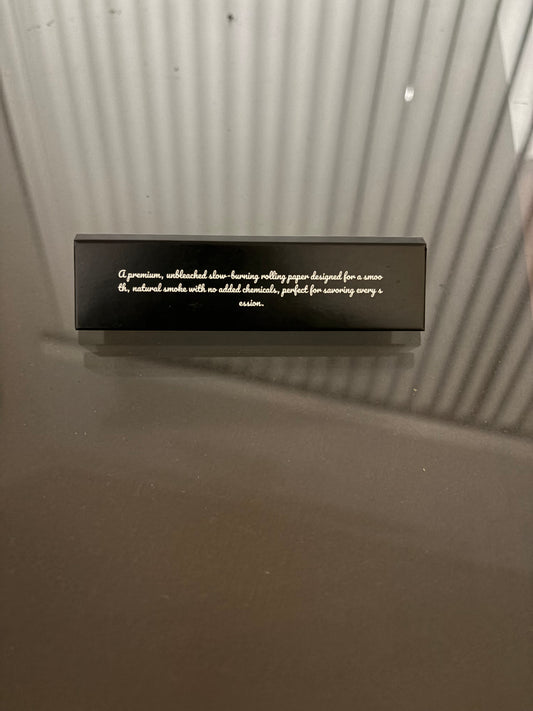 A premium, unbleached slow-burning rolling paper designed for a smoo
th, natural smoke with no added chemicals, perfect for savoring every s
ession.